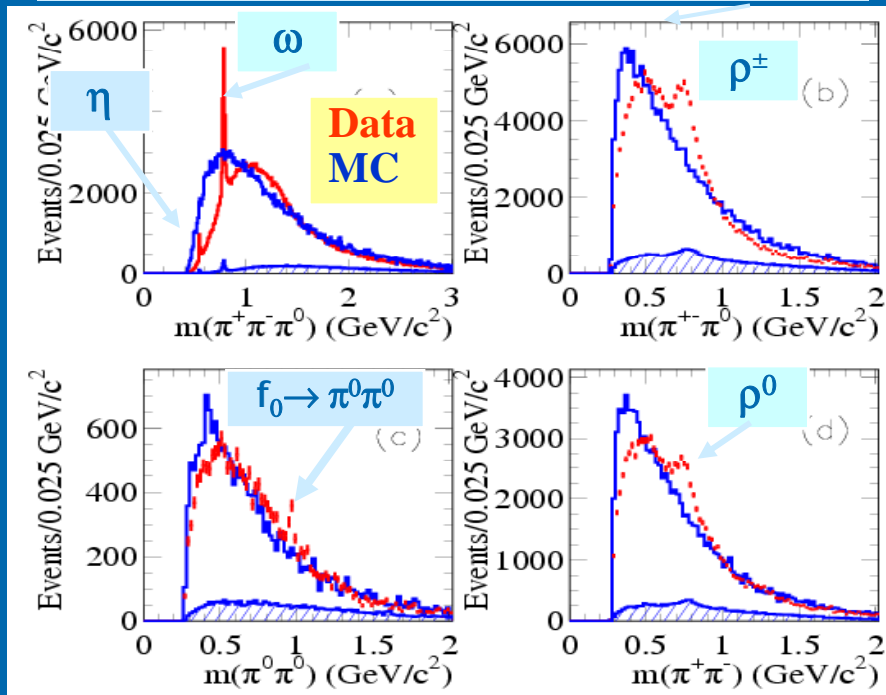 6000
4000
2000
0
Events/0.025 GeV/c²
0 1 2 3
m(π⁺π⁻π⁰) (GeV/c²)
η
ω
Data
MC
6000
4000
2000
0
Events/0.025 GeV/c²
0 0.5 1 1.5 2
m(π⁺⁻π⁰) (GeV/c²)
ρ±
(b)
600
400
200
0
Events/0.025 GeV/c²
0 0.5 1 1.5 2
m(π⁰π⁰) (GeV/c²)
f₀→ π⁰π⁰
(c)
4000
3000
2000
1000
0
Events/0.025 GeV/c²
0 0.5 1 1.5 2
m(π⁺π⁻) (GeV/c²)
ρ⁰
(d)